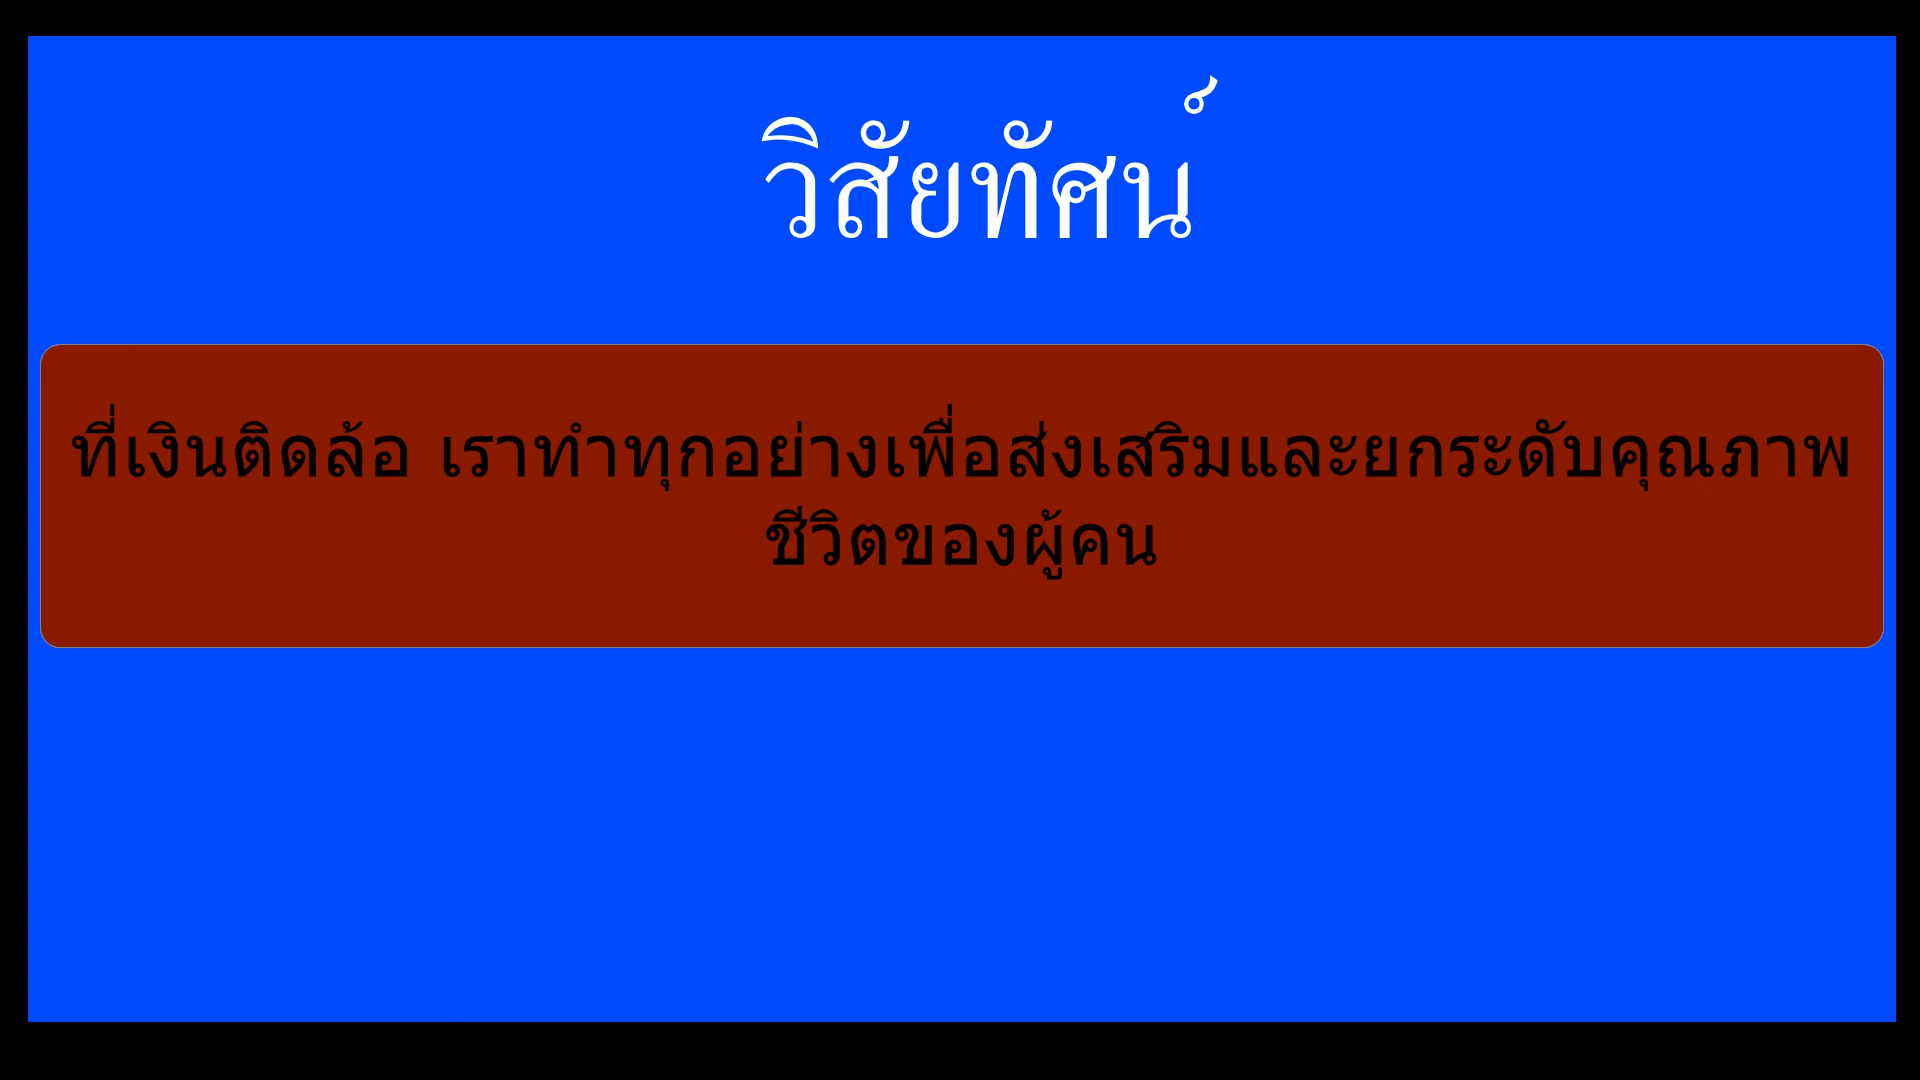 วิสัยทัศน์
ที่เงินติดล้อ เราทำทุกอย่างเพื่อส่งเสริมและยกระดับคุณภาพ
ชีวิตของผู้คน